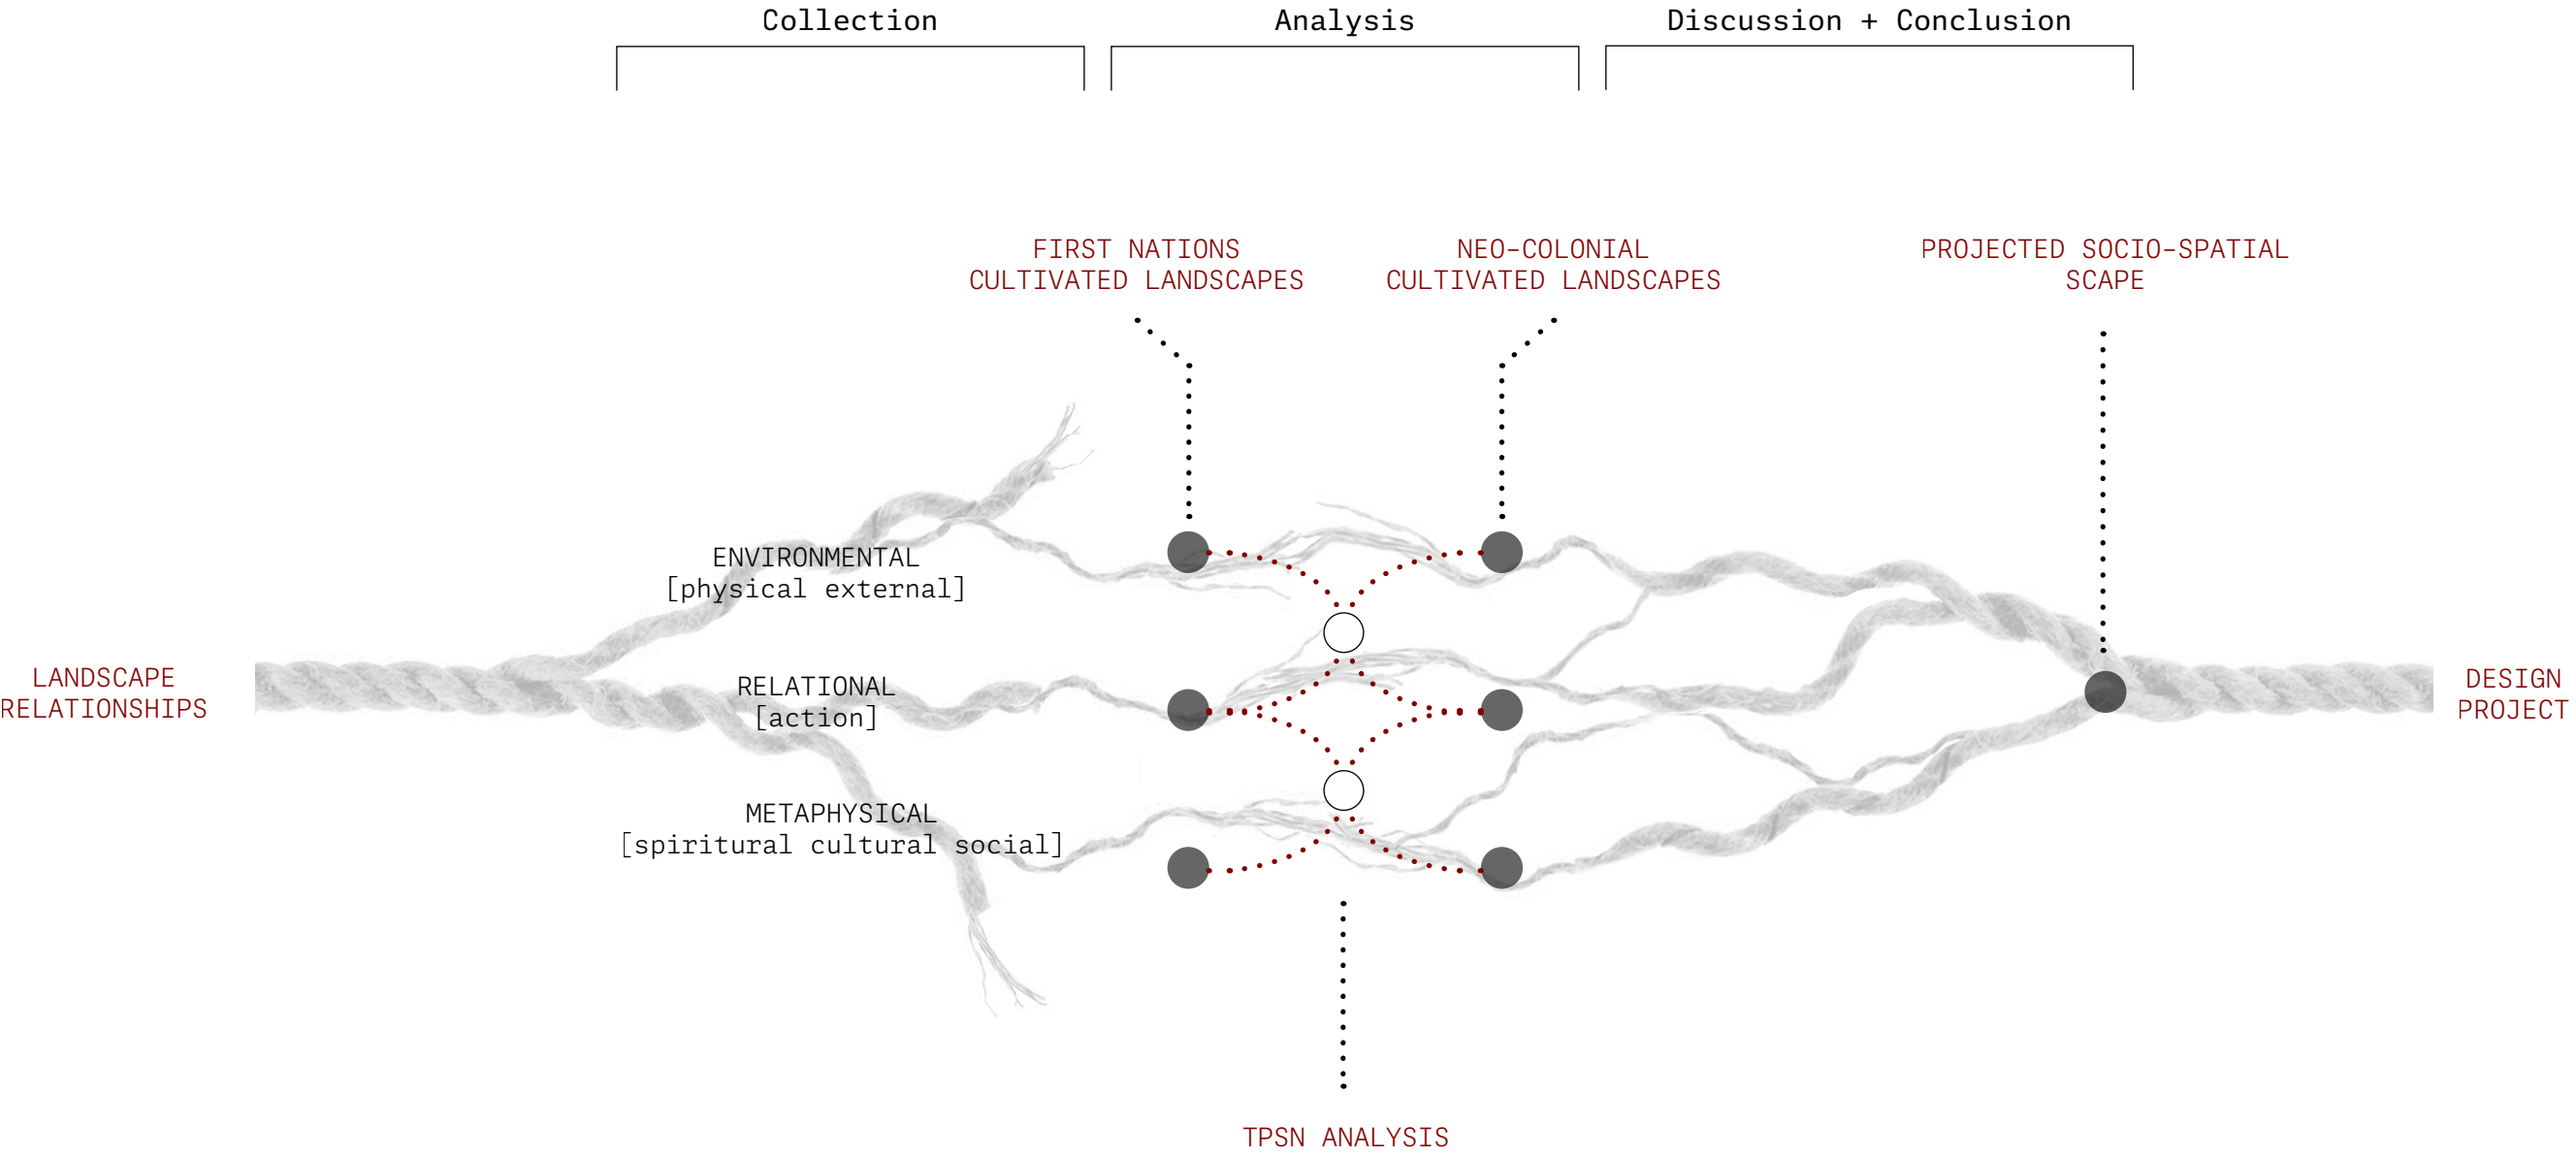 Collection
Analysis
Discussion + Conclusion
FIRST NATIONS
CULTIVATED LANDSCAPES
NEO-COLONIAL
CULTIVATED LANDSCAPES
PROJECTED SOCIO-SPATIAL
SCAPE
ENVIRONMENTAL
[physical external]
LANDSCAPE
RELATIONSHIPS
RELATIONAL
[action]
DESIGN
PROJECT
METAPHYSICAL
[spiritural cultural social]
TPSN ANALYSIS